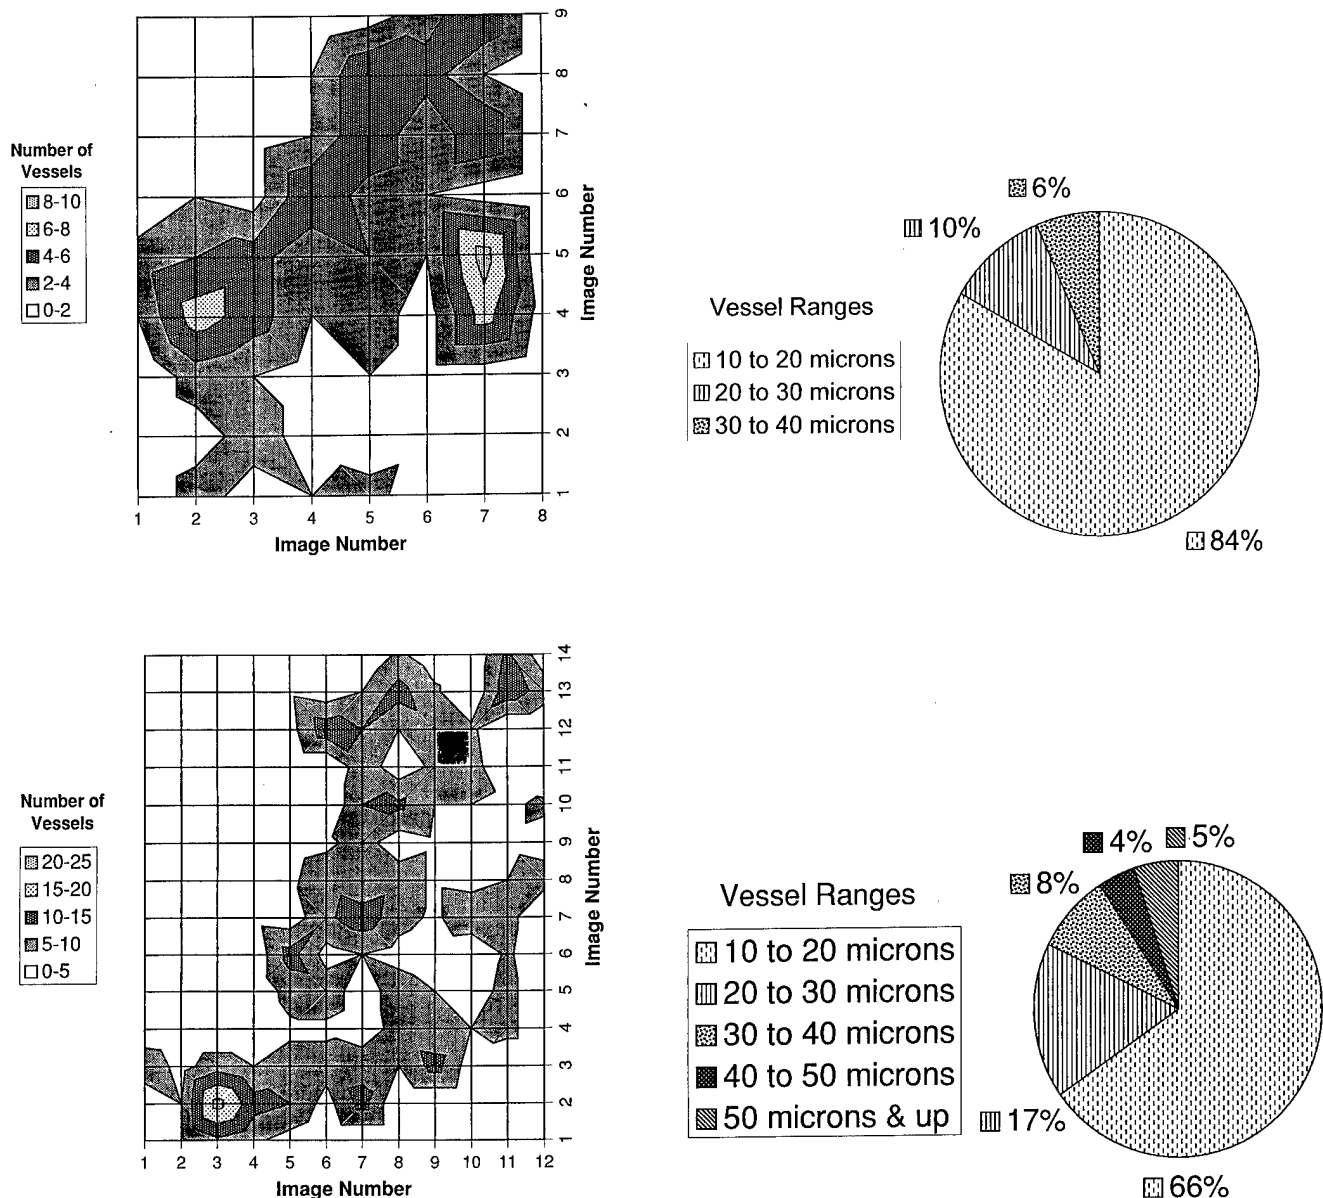 Number of
Vessels
8-10
6-8
4-6
2-4
0-2
9
8
7
6
5
4
3
2
1
Image Number
1 2 3 4 5 6 7 8
Image Number
6%
10%
Vessel Ranges
10 to 20 microns
20 to 30 microns
30 to 40 microns
84%
Number of
Vessels
20-25
15-20
10-15
5-10
0-5
14
13
12
11
10
9
8
7
6
5
4
3
2
1
Image Number
1 2 3 4 5 6 7 8 9 10 11 12
Image Number
4% 5%
8%
Vessel Ranges
10 to 20 microns
20 to 30 microns
30 to 40 microns
40 to 50 microns
50 microns & up
17%
66%